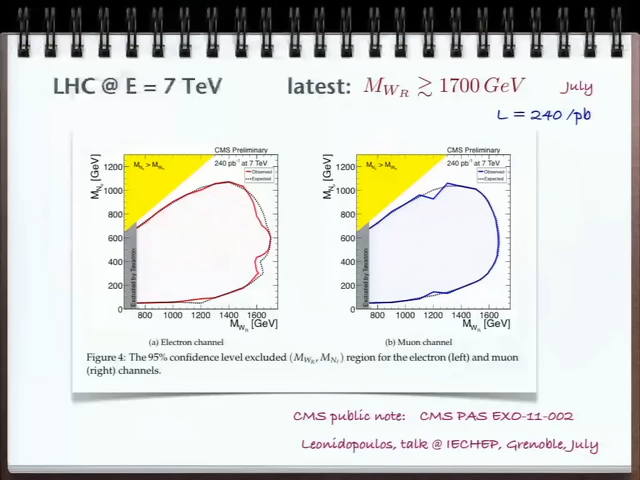 LHC @ E = 7 TeV
latest: M_{W_R} ≳ 1700 GeV
July
L = 240 /pb
CMS Preliminary
240 pb⁻¹ at 7 TeV
M_{N_e} [GeV]
M_{N_e} > M_{W_R}
Observed
Expected
Excluded by Tevatron
1200
1000
800
600
400
200
0
800 1000 1200 1400 1600
M_{W_R} [GeV]
(a) Electron channel
CMS Preliminary
240 pb⁻¹ at 7 TeV
M_{N_μ} [GeV]
M_{N_μ} > M_{W_R}
Observed
Expected
Excluded by Tevatron
1200
1000
800
600
400
200
0
800 1000 1200 1400 1600
M_{W_R} [GeV]
(b) Muon channel
Figure 4: The 95% confidence level excluded (M_{W_R}, M_{N_ℓ}) region for the electron (left) and muon
(right) channels.
CMS public note: CMS PAS EXO-11-002
Leonidopoulos, talk @ IECHEP, Grenoble, July